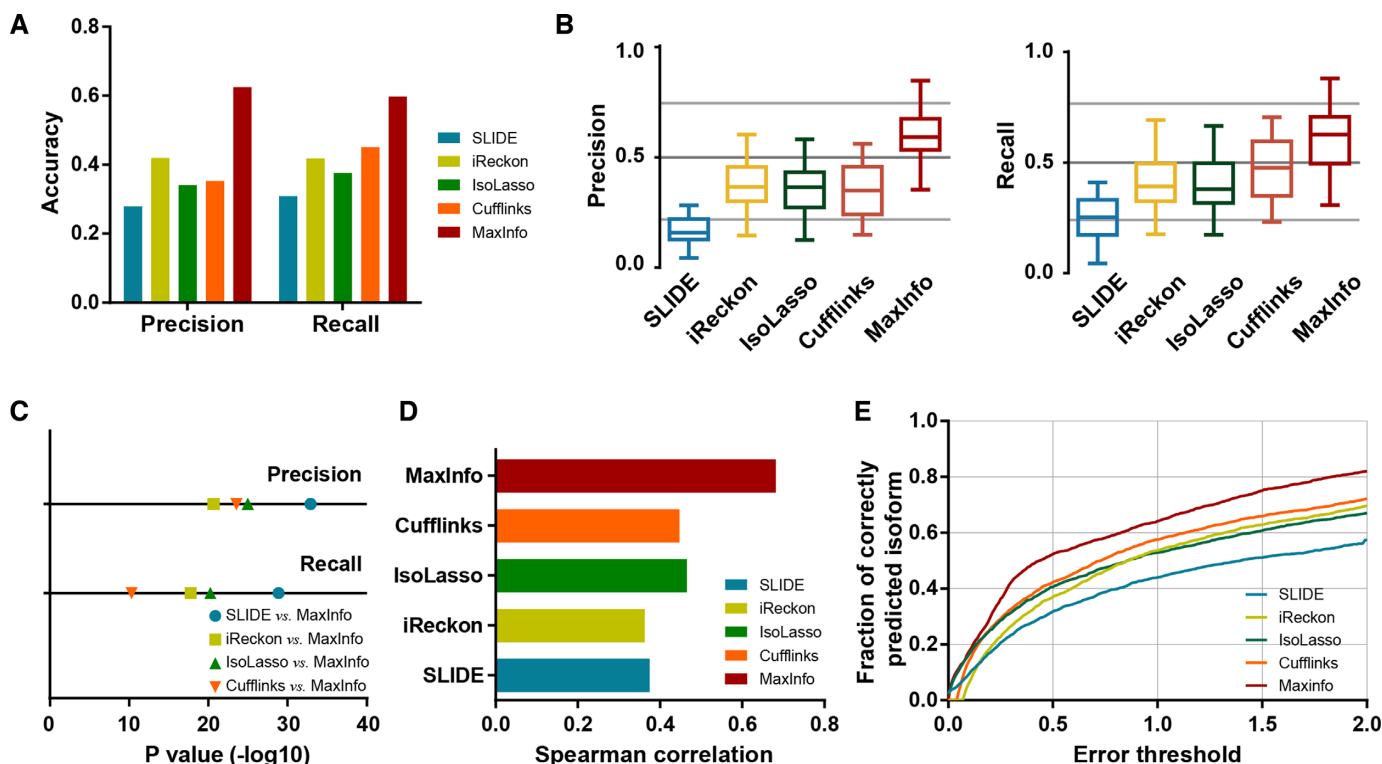 A
0.8
0.6
0.4
0.2
0.0
Accuracy
Precision
Recall
SLIDE
iReckon
IsoLasso
Cufflinks
MaxInfo
B
1.0
0.5
0.0
Precision
SLIDE
iReckon
IsoLasso
Cufflinks
MaxInfo
1.0
0.5
0.0
Recall
SLIDE
iReckon
IsoLasso
Cufflinks
MaxInfo
C
Precision
Recall
SLIDE vs. MaxInfo
iReckon vs. MaxInfo
IsoLasso vs. MaxInfo
Cufflinks vs. MaxInfo
0 10 20 30 40
P value (-log10)
D
MaxInfo
Cufflinks
IsoLasso
iReckon
SLIDE
SLIDE
iReckon
IsoLasso
Cufflinks
MaxInfo
0.0 0.2 0.4 0.6 0.8
Spearman correlation
E
1.0
0.8
0.6
0.4
0.2
0.0
Fraction of correctly
predicted isoform
SLIDE
iReckon
IsoLasso
Cufflinks
Maxinfo
0.0 0.5 1.0 1.5 2.0
Error threshold